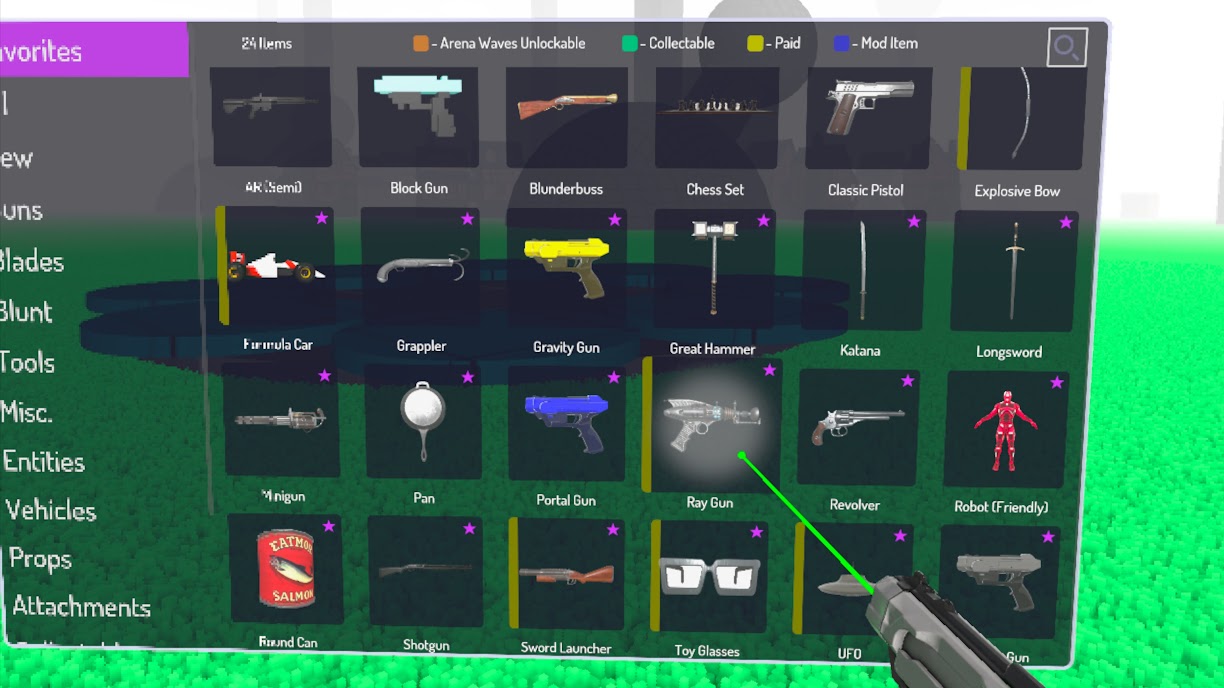 24 Items
- Arena Waves Unlockable
- Collectable
- Paid
- Mod Item
vorites
ew
uns
Blades
Blunt
Tools
Misc.
Entities
Vehicles
Props
Attachments
AR (Semi)
Block Gun
Blunderbuss
Chess Set
Classic Pistol
Explosive Bow
Formula Car
Grappler
Gravity Gun
Great Hammer
Katana
Longsword
Minigun
Pan
Portal Gun
Ray Gun
Revolver
Robot (Friendly)
EATMOR
SALMON
Round Can
Shotgun
Sword Launcher
Toy Glasses
UFO
Gun